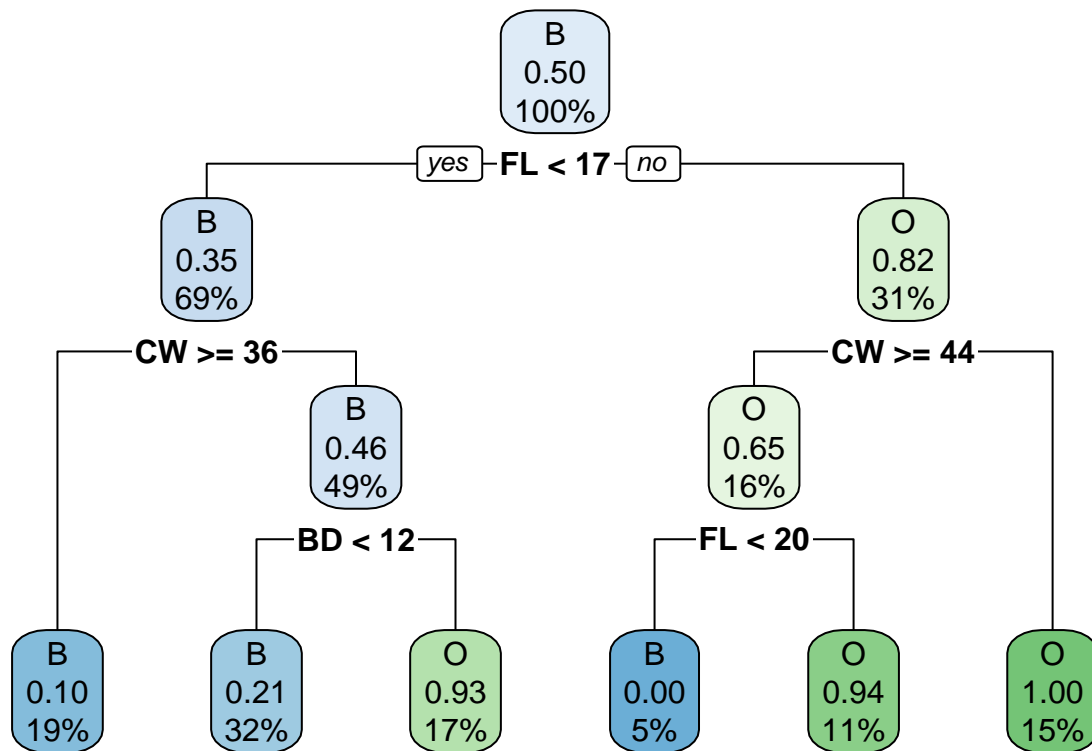 B
0.50
100%
yes FL < 17 no
B
0.35
69%
O
0.82
31%
CW >= 36
CW >= 44
B
0.46
49%
O
0.65
16%
BD < 12
FL < 20
B
0.10
19%
B
0.21
32%
O
0.93
17%
B
0.00
5%
O
0.94
11%
O
1.00
15%